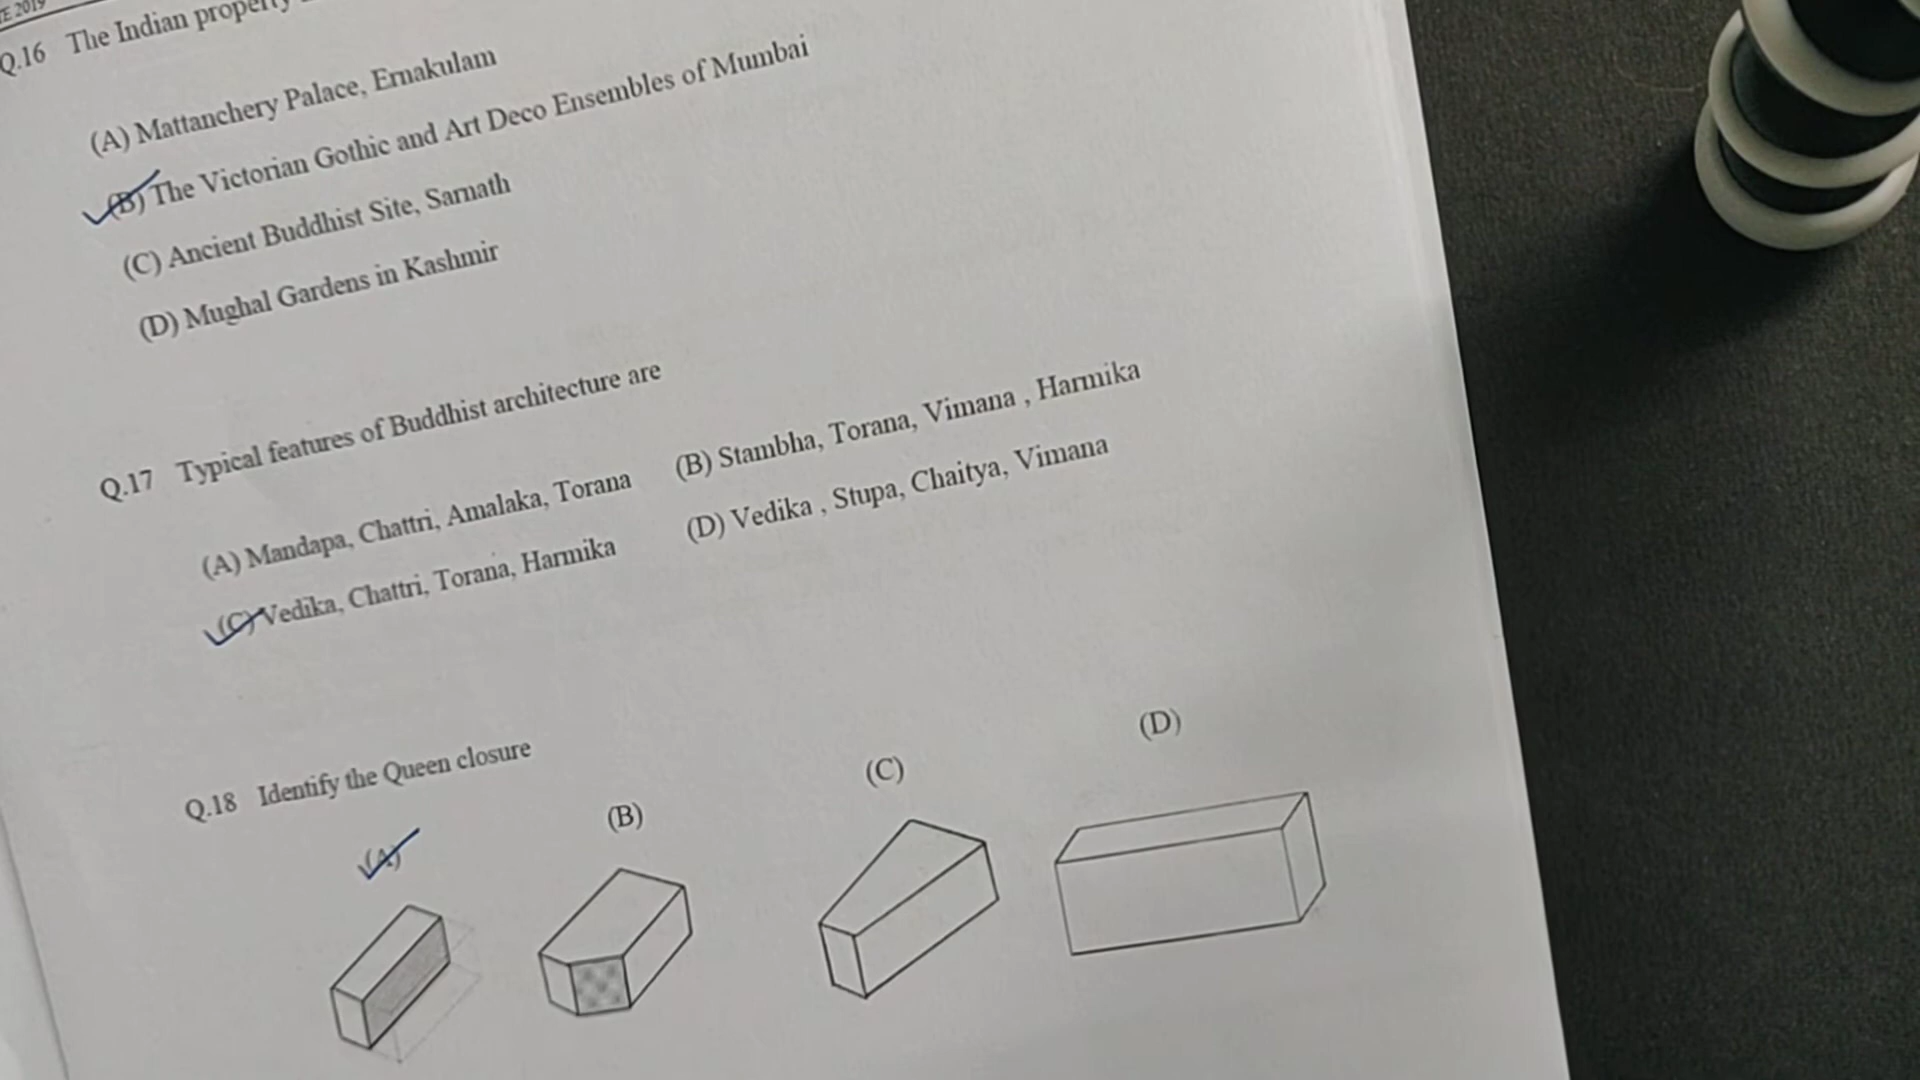 TE 2019
Q.16 The Indian property
(A) Mattanchery Palace, Ernakulam
(B) The Victorian Gothic and Art Deco Ensembles of Mumbai
(C) Ancient Buddhist Site, Sarnath
(D) Mughal Gardens in Kashmir
Q.17 Typical features of Buddhist architecture are
(A) Mandapa, Chattri, Amalaka, Torana (B) Stambha, Torana, Vimana , Harmika
(C) Vedika, Chattri, Torana, Harmika (D) Vedika , Stupa, Chaitya, Vimana
Q.18 Identify the Queen closure
(A) (B) (C) (D)